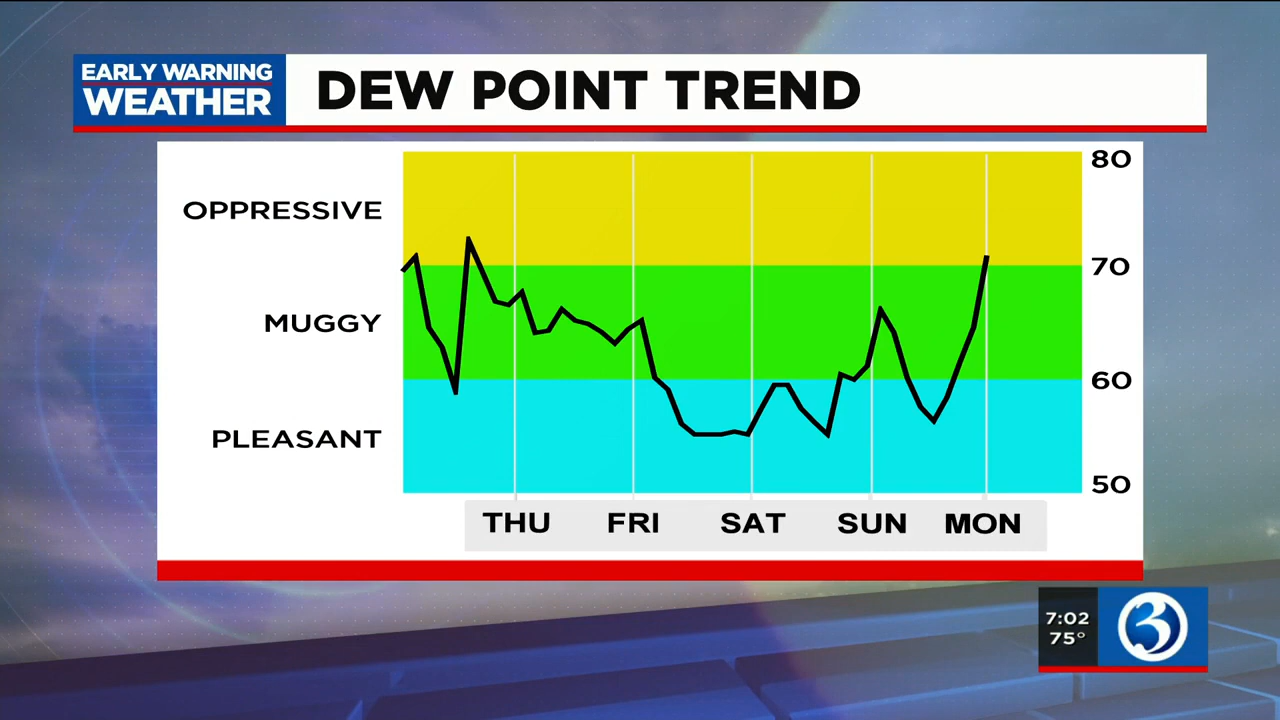 EARLY WARNING
WEATHER
DEW POINT TREND
80
OPPRESSIVE
70
MUGGY
60
PLEASANT
50
THU FRI SAT SUN MON
7:02
75°
3